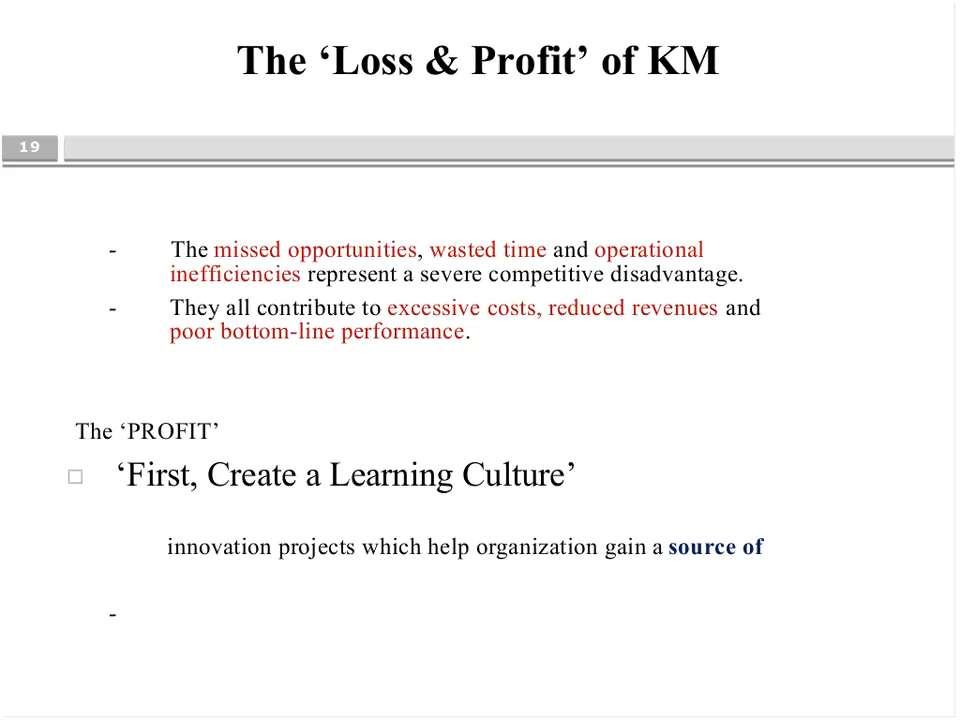 The ‘Loss & Profit’ of KM
19
- The missed opportunities, wasted time and operational
inefficiencies represent a severe competitive disadvantage.
- They all contribute to excessive costs, reduced revenues and
poor bottom-line performance.
The ‘PROFIT’
‘First, Create a Learning Culture’
innovation projects which help organization gain a source of
-